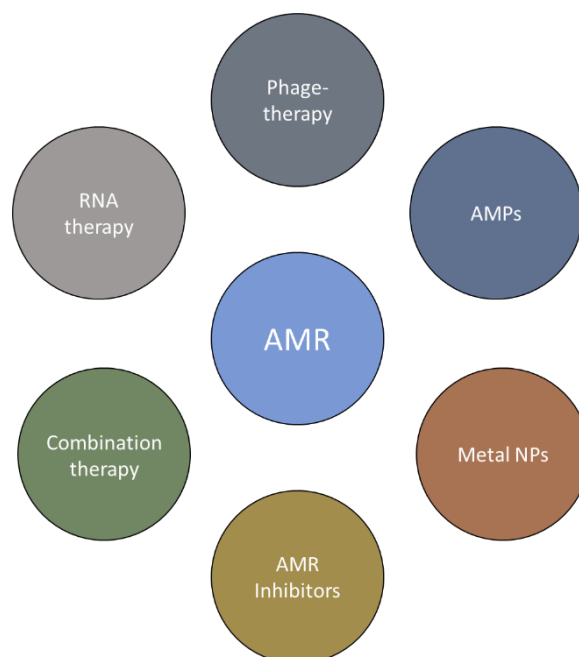 Phage-
therapy
RNA
therapy
AMPs
AMR
Combination
therapy
Metal NPs
AMR
Inhibitors